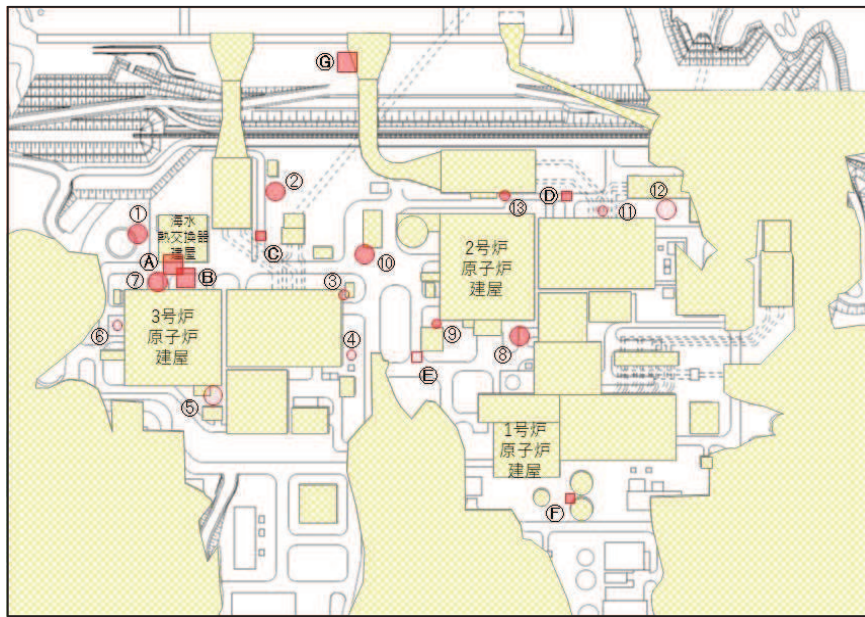 Ⓖ
②
⑫
Ⓓ
⑬
⑪
①
海水
熱交換器
建屋
Ⓒ
⑩
2号炉
原子炉
建屋
Ⓐ
Ⓑ
⑦
③
3号炉
原子炉
建屋
⑥
④
⑨
⑧
Ⓔ
⑤
1号炉
原子炉
建屋
Ⓕ